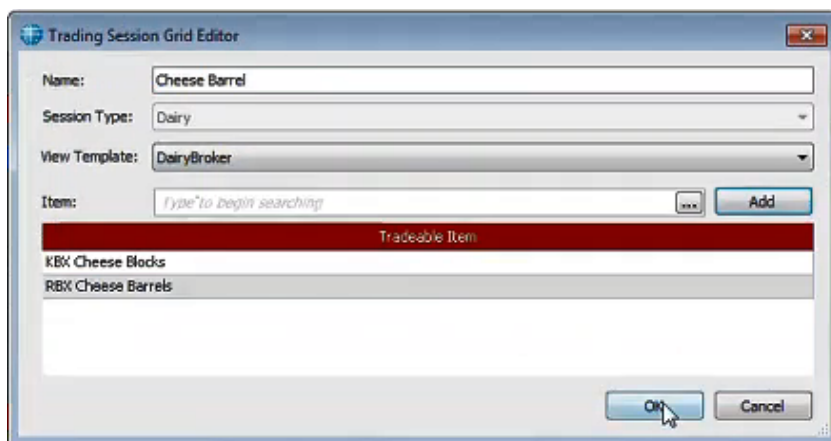 Trading Session Grid Editor
Name: Cheese Barrel
Session Type: Dairy
View Template: DairyBroker
Item: Type to begin searching ... Add
Tradeable Item
KBX Cheese Blocks
RBX Cheese Barrels
OK Cancel